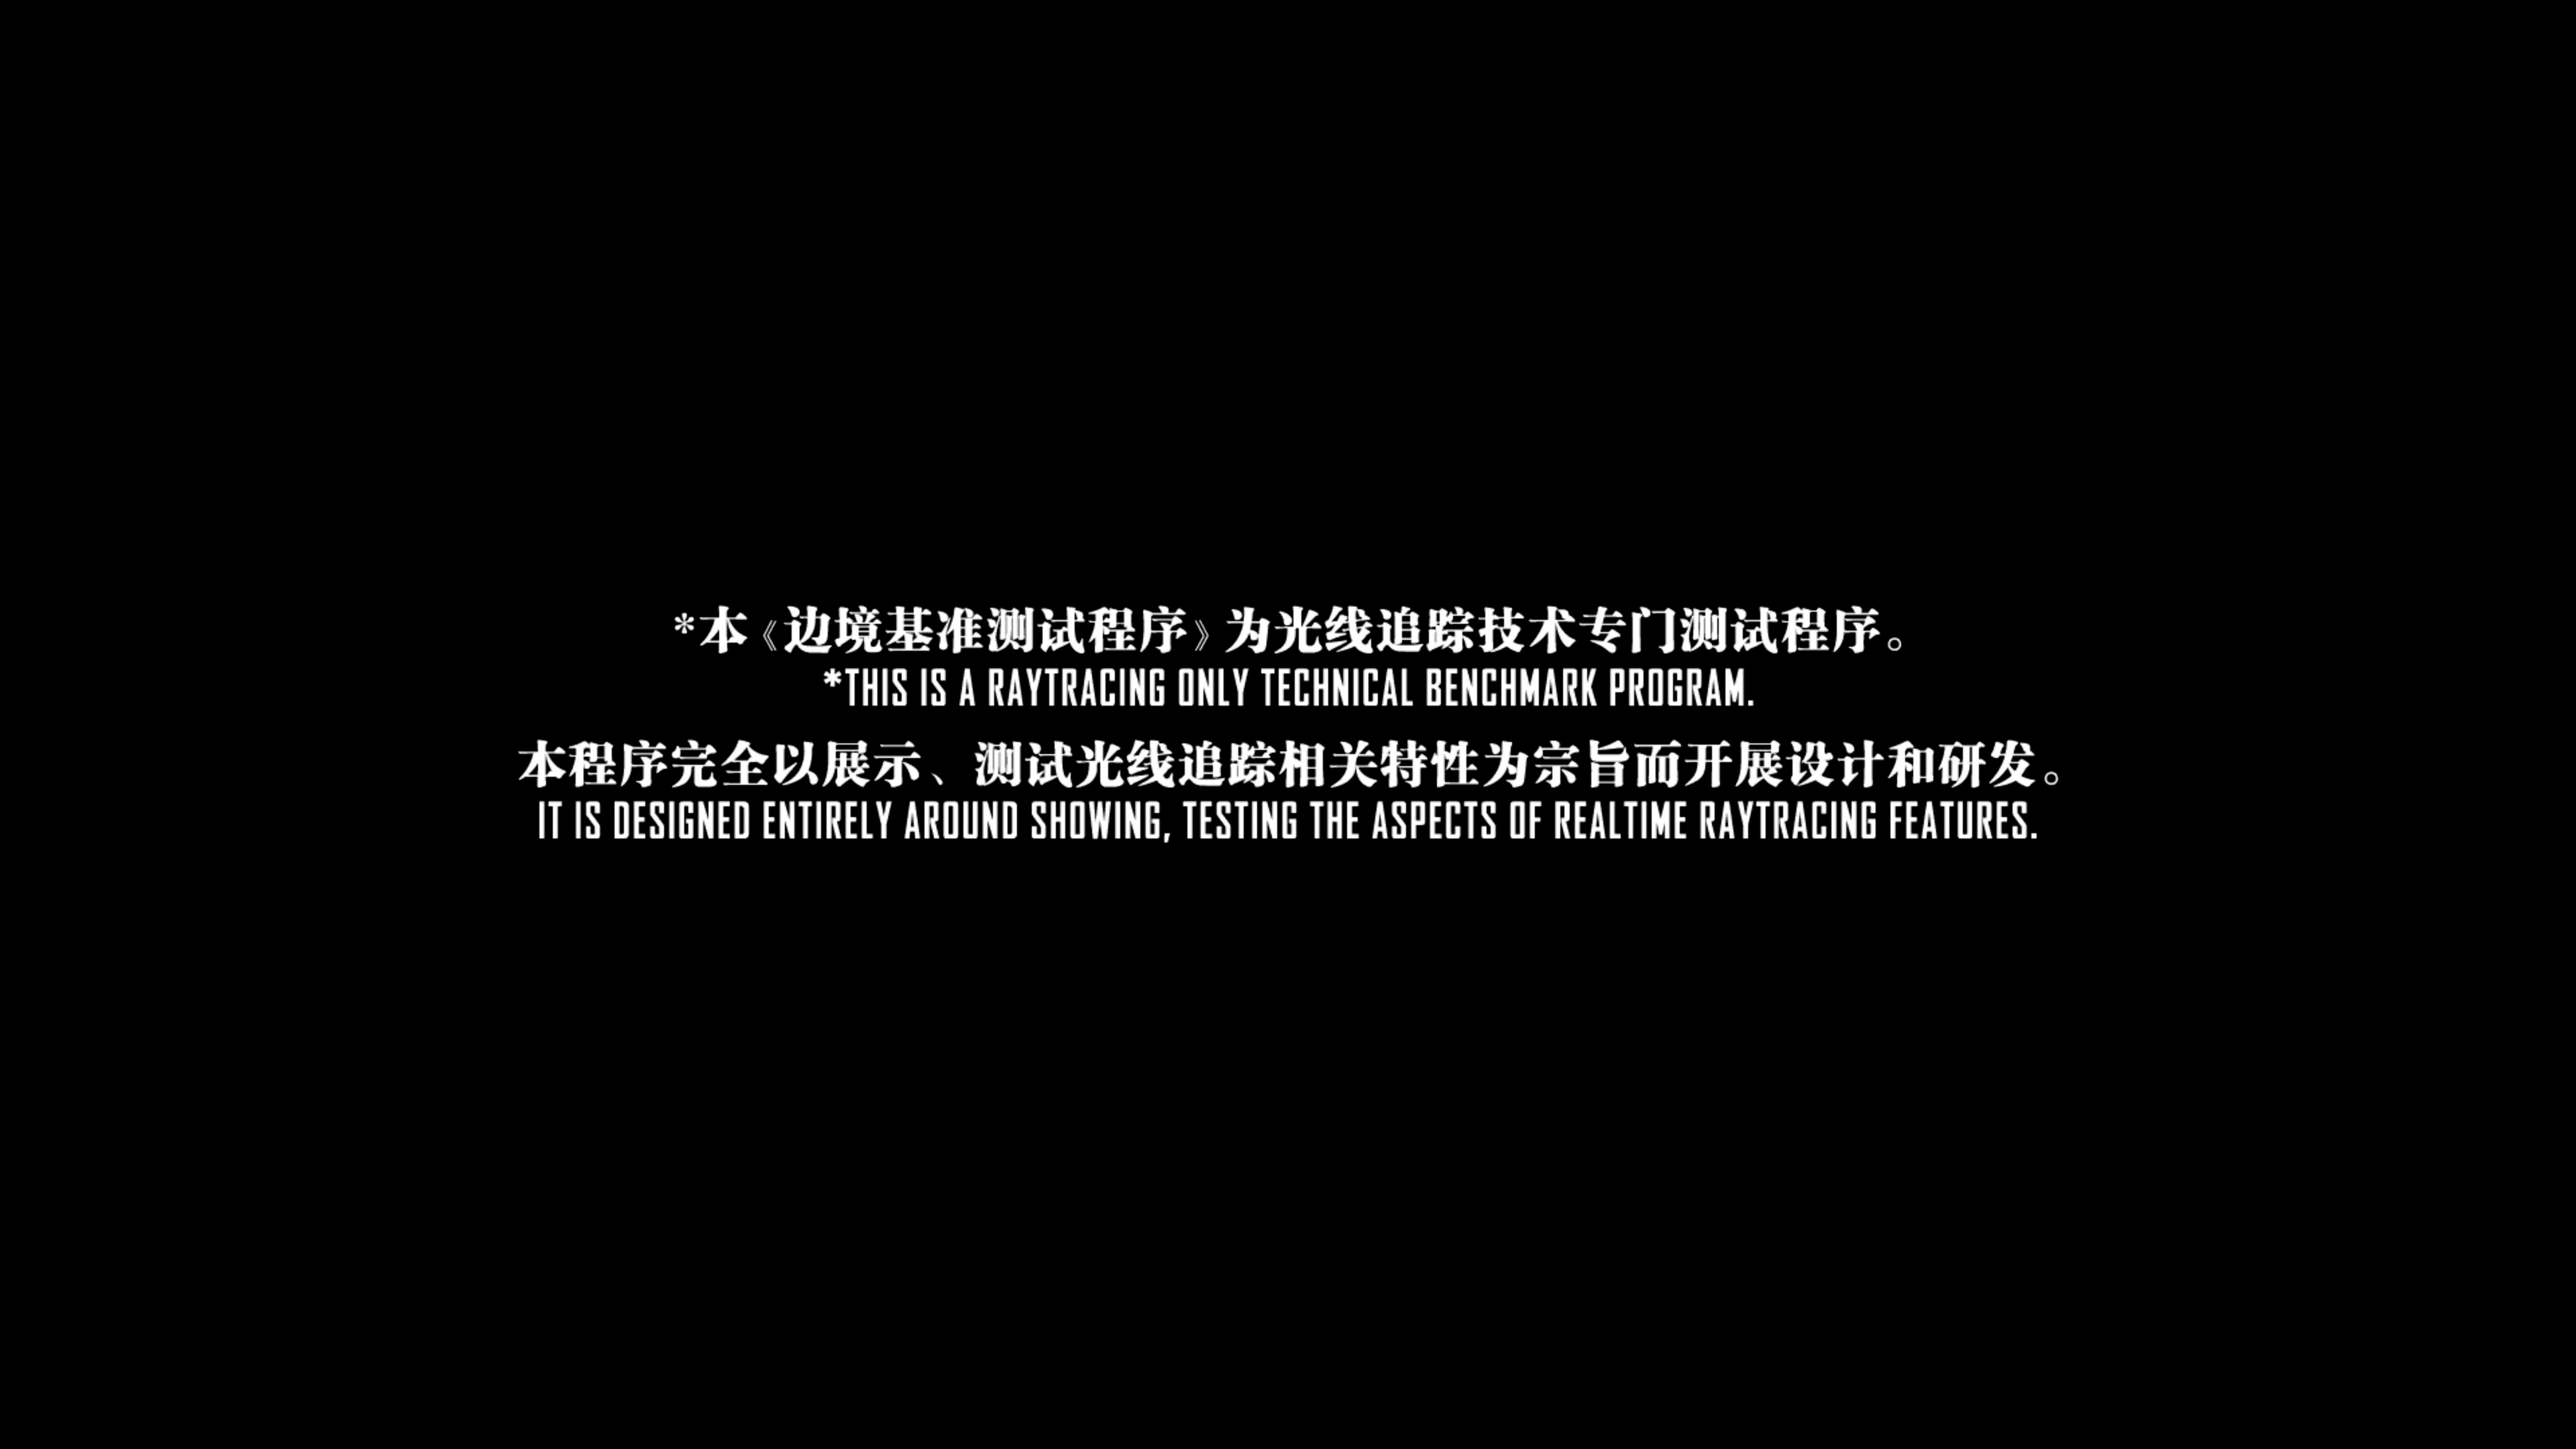 *本《边境基准测试程序》为光线追踪技术专门测试程序。
*THIS IS A RAYTRACING ONLY TECHNICAL BENCHMARK PROGRAM.
本程序完全以展示、测试光线追踪相关特性为宗旨而开展设计和研发。
IT IS DESIGNED ENTIRELY AROUND SHOWING, TESTING THE ASPECTS OF REALTIME RAYTRACING FEATURES.